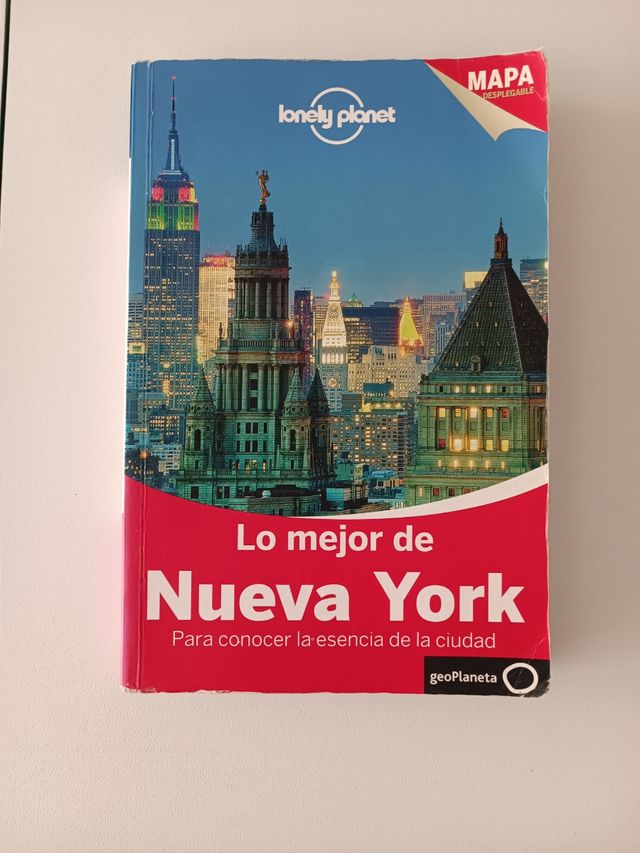 MAPA
DESPLEGABLE
lonely planet
Lo mejor de
Nueva York
Para conocer la esencia de la ciudad
geoPlaneta